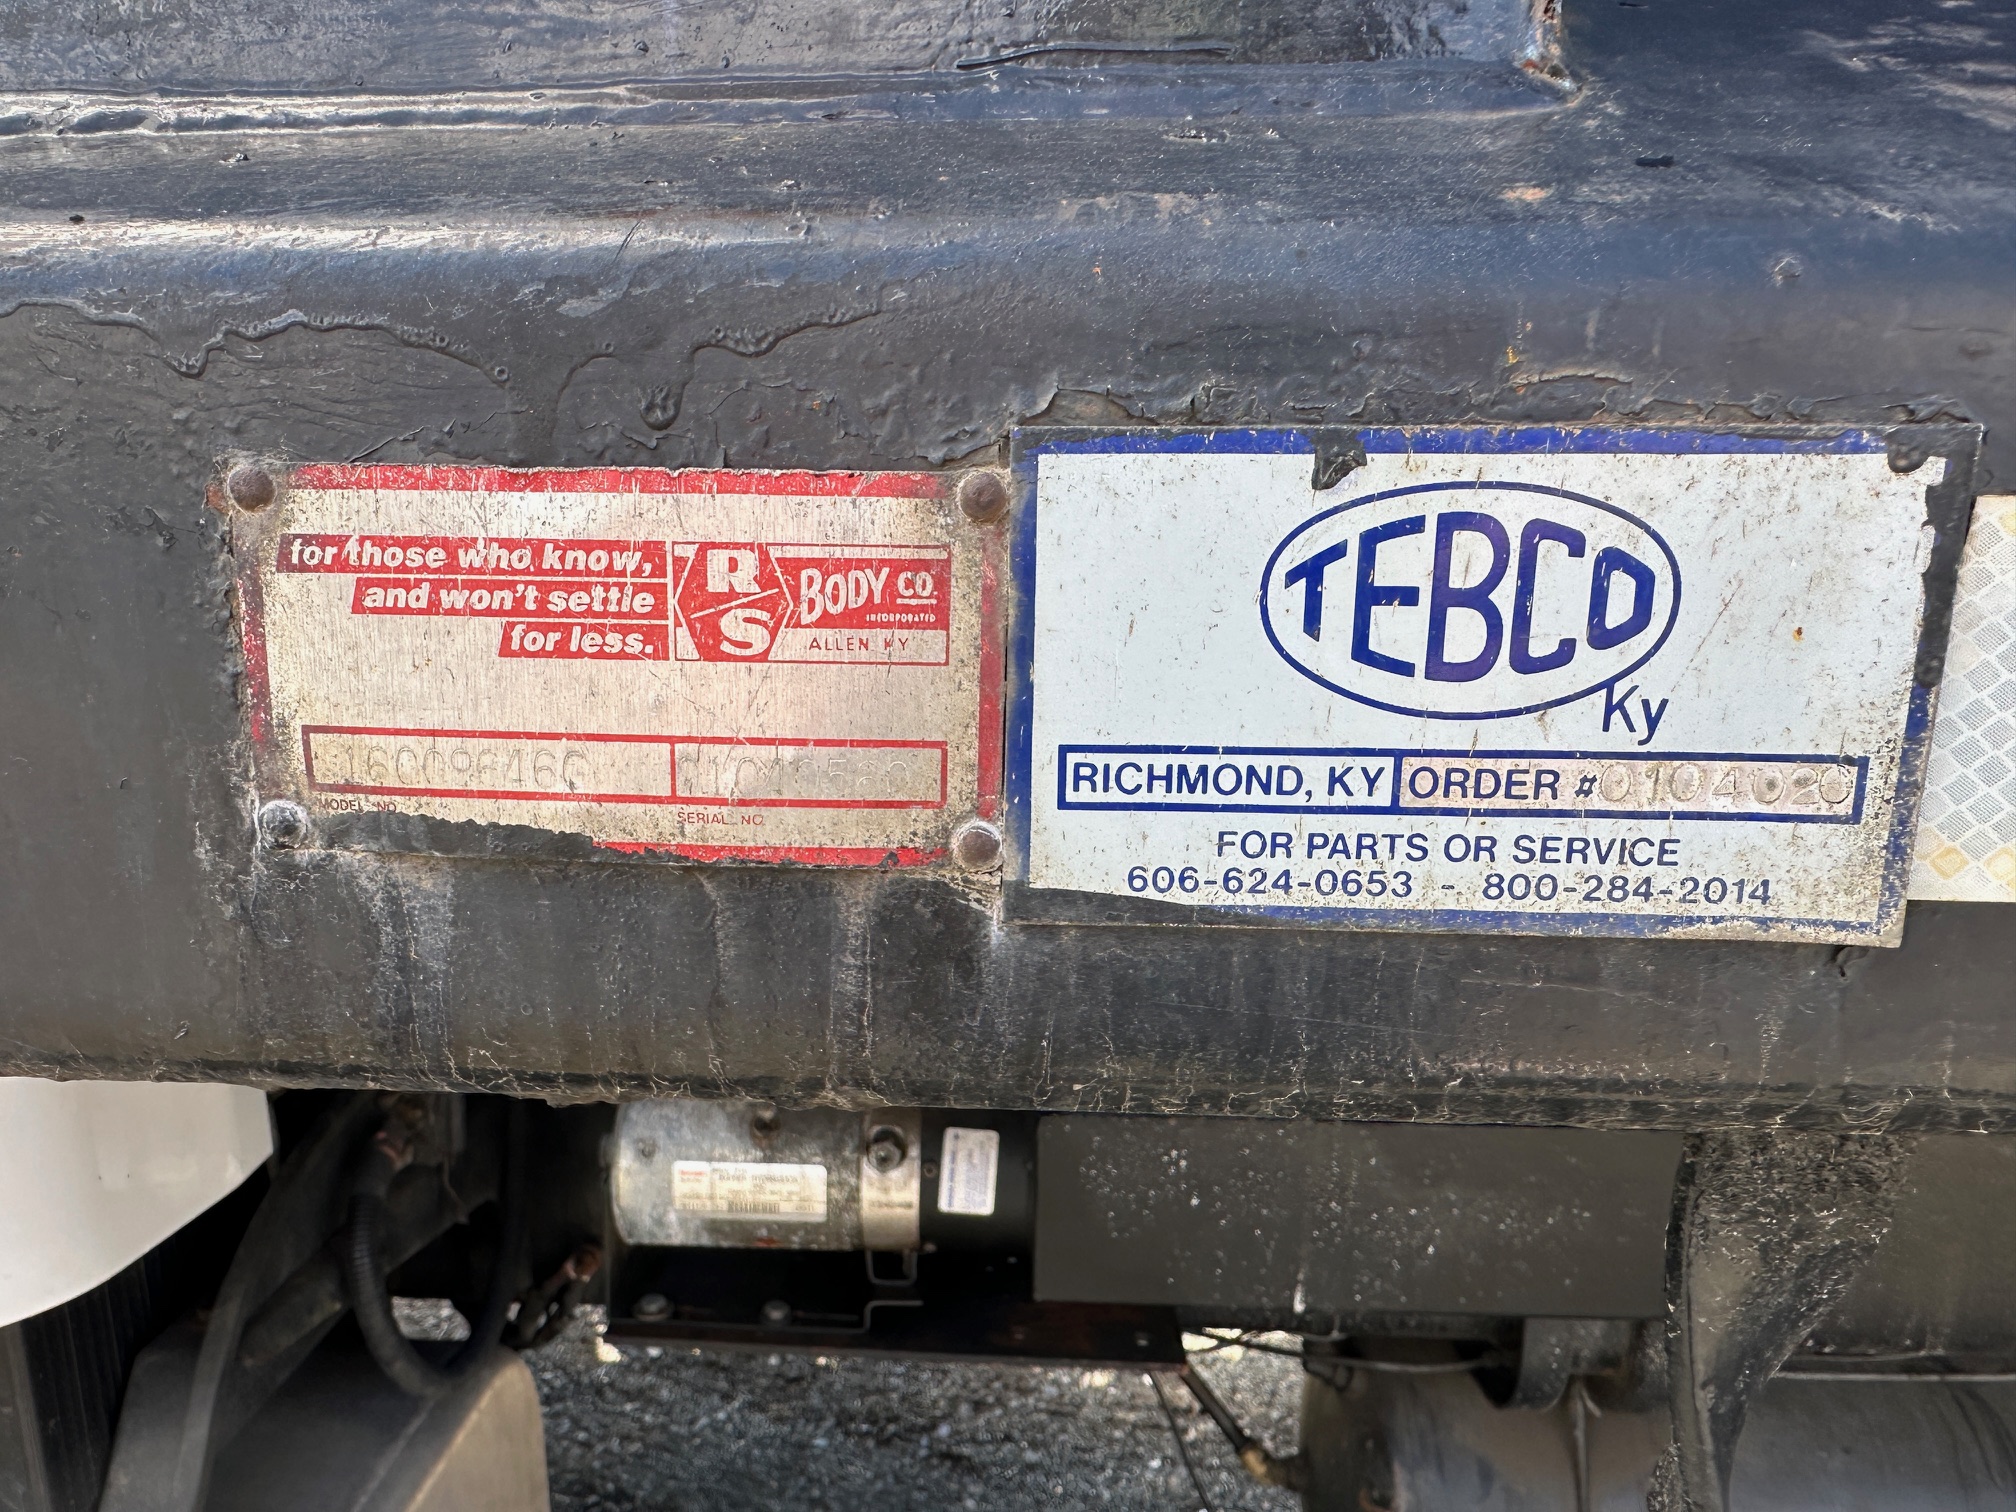 for those who know,
and won't settle
for less.
R/S
BODY CO.
INCORPORATED
ALLEN KY
MODEL NO.
SERIAL NO.
TEBCO
Ky
RICHMOND, KY ORDER #0104020
FOR PARTS OR SERVICE
606-624-0653 - 800-284-2014